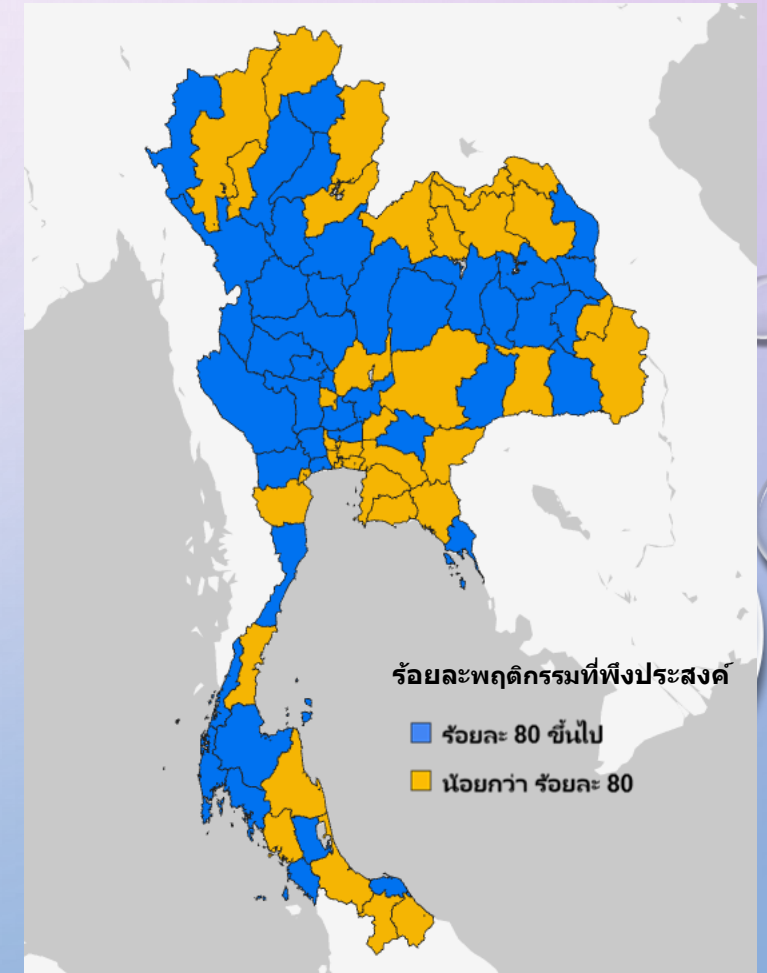 ร้อยละพฤติกรรมที่พึงประสงค์
ร้อยละ 80 ขึ้นไป
น้อยกว่า ร้อยละ 80